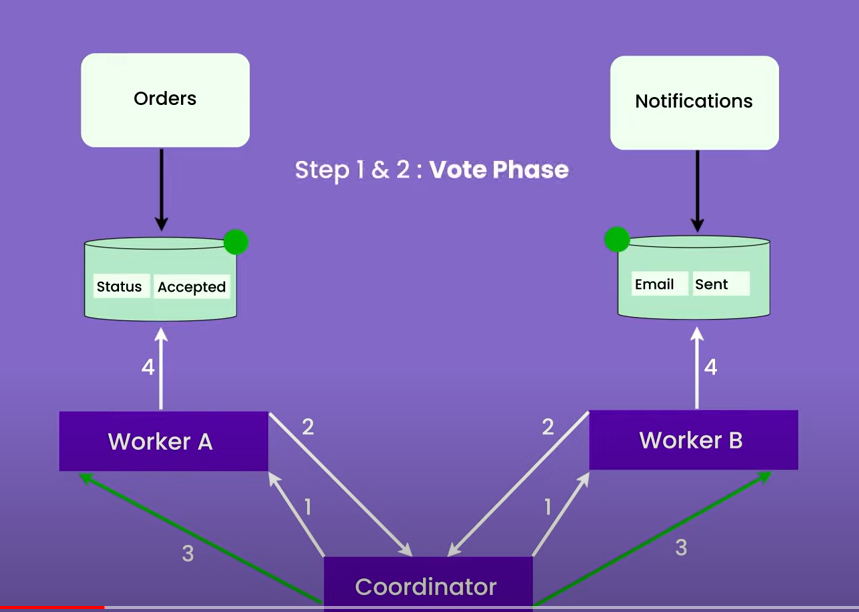 Orders
Notifications
Step 1 & 2 : Vote Phase
Status Accepted
Email Sent
4
4
Worker A
2
2
Worker B
1
1
3
3
Coordinator